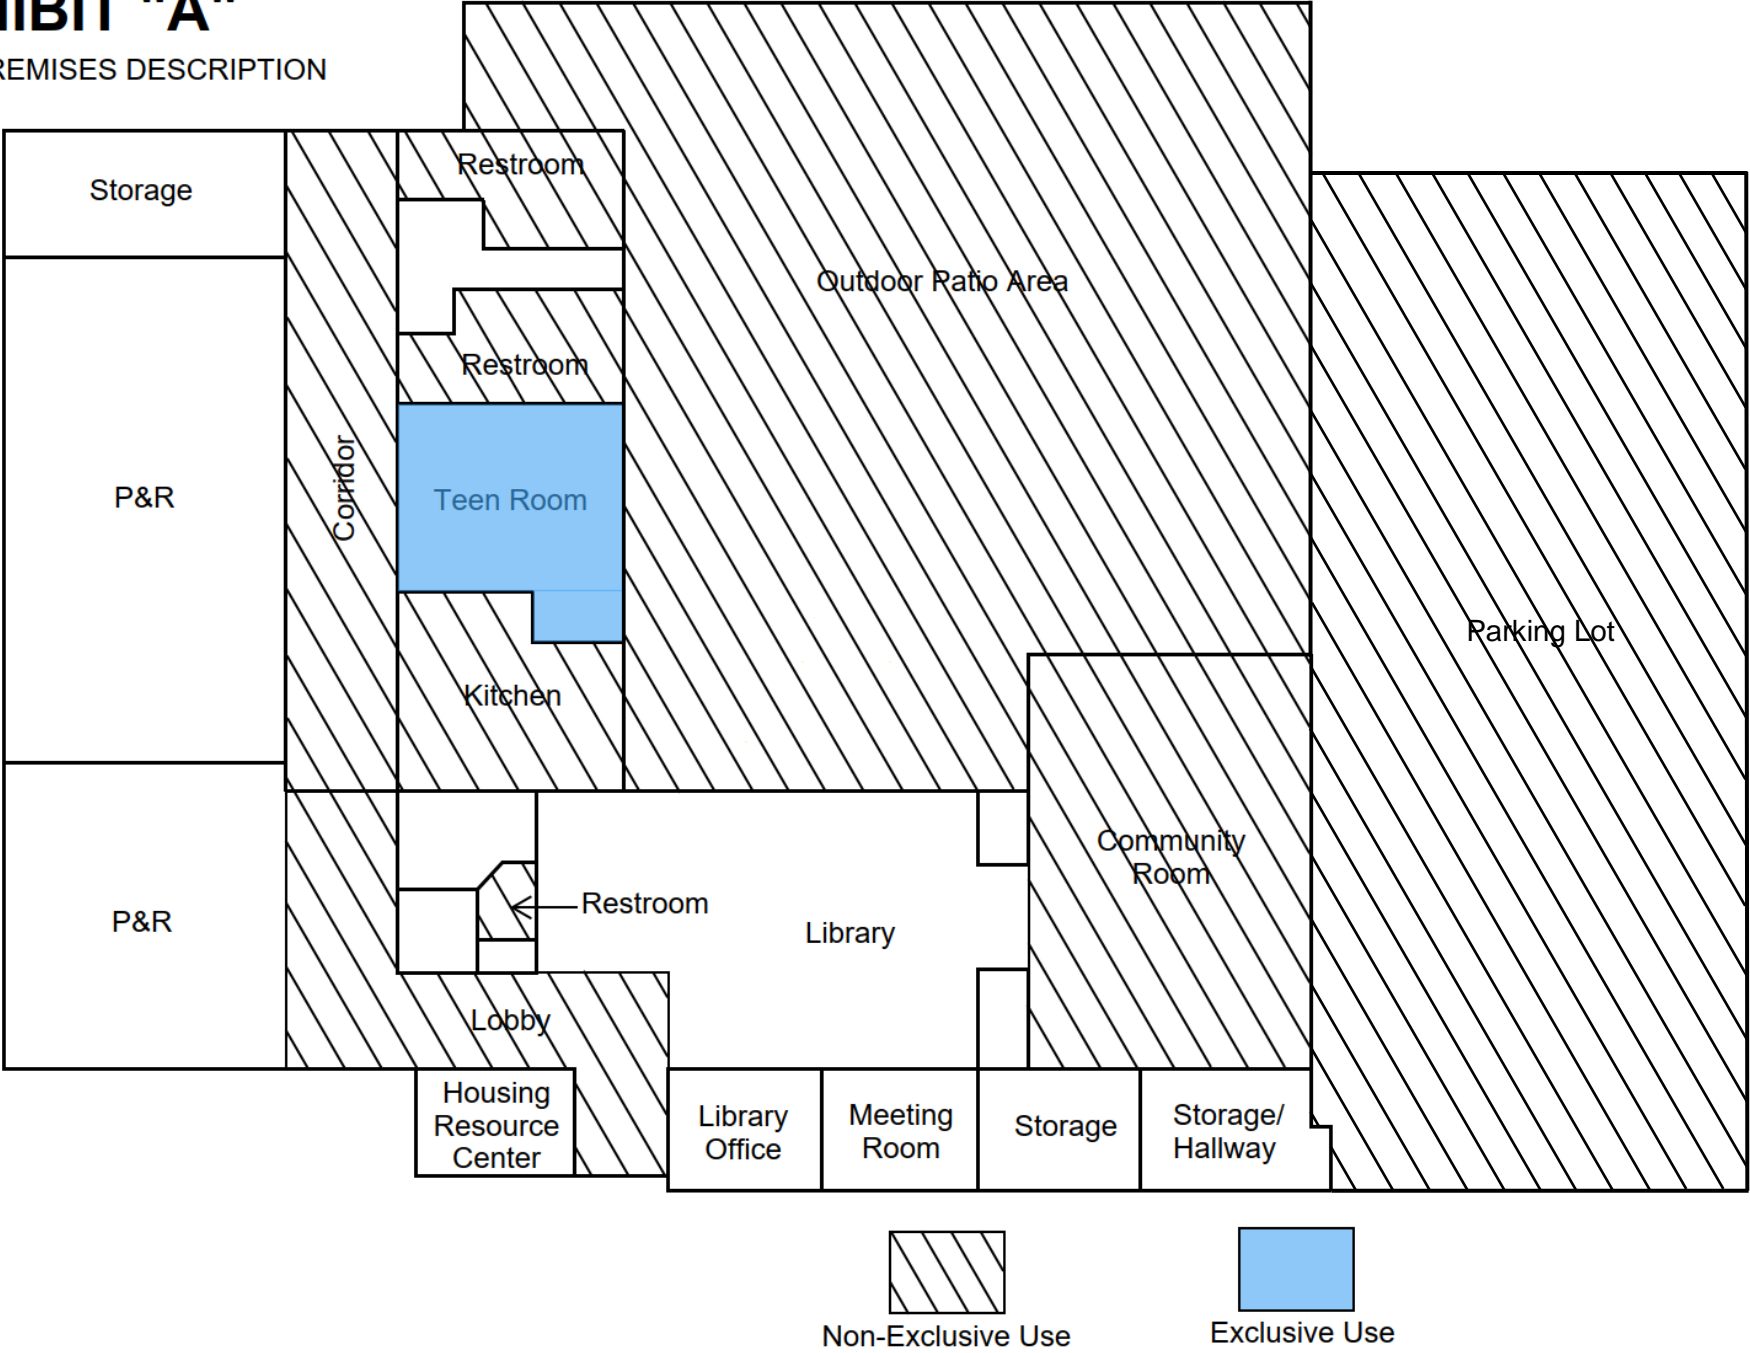 HIBIT "A"
REMISES DESCRIPTION
Restroom
Storage
Outdoor Patio Area
Restroom
Corridor
P&R
Teen Room
Parking Lot
Kitchen
Community
Room
Restroom
P&R
Library
Lobby
Housing
Resource
Center
Library
Office
Meeting
Room
Storage
Storage/
Hallway
Non-Exclusive Use
Exclusive Use